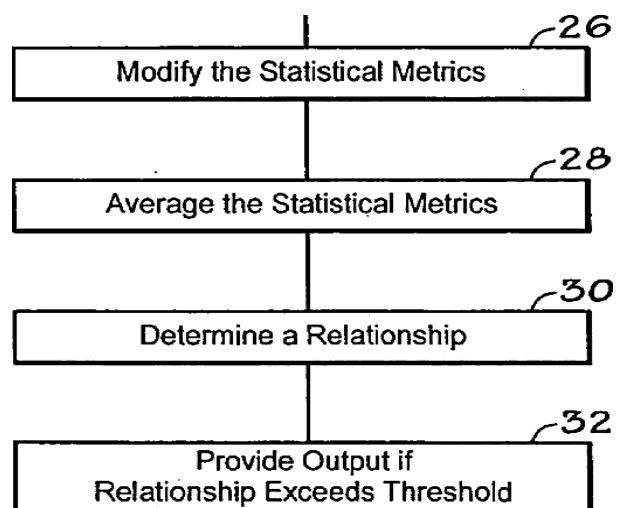 26
Modify the Statistical Metrics
28
Average the Statistical Metrics
30
Determine a Relationship
32
Provide Output if
Relationship Exceeds Threshold